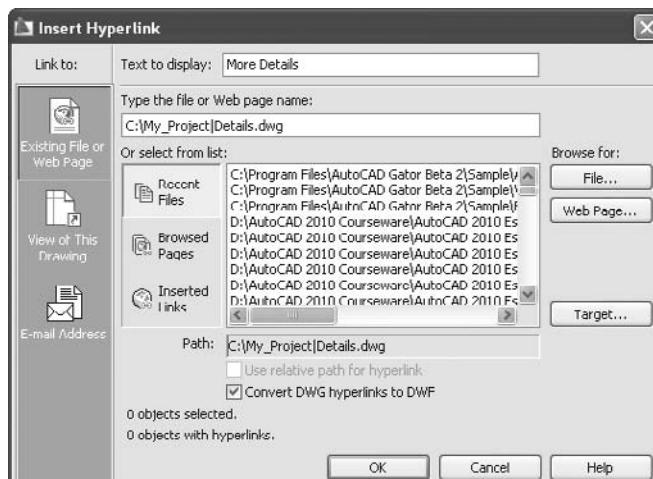 Insert Hyperlink
Link to:
Text to display: More Details
Type the file or Web page name:
C:\My_Project|Details.dwg
Existing File or
Web Page
View of This
Drawing
E-mail Address
Or select from list:
Recent
Files
Browsed
Pages
Inserted
Links
C:\Program Files\AutoCAD Gator Beta 2\Sample\
C:\Program Files\AutoCAD Gator Beta 2\Sample\
C:\Program Files\AutoCAD Gator Beta 2\Sample\
D:\AutoCAD 2010 Courseware\AutoCAD 2010 Es
D:\AutoCAD 2010 Courseware\AutoCAD 2010 Es
D:\AutoCAD 2010 Courseware\AutoCAD 2010 Es
D:\AutoCAD 2010 Courseware\AutoCAD 2010 Es
D:\AutoCAD 2010 Courseware\AutoCAD 2010 Es
Browse for:
File...
Web Page...
Target...
Path: C:\My_Project|Details.dwg
Use relative path for hyperlink
Convert DWG hyperlinks to DWF
0 objects selected.
0 objects with hyperlinks.
OK Cancel Help